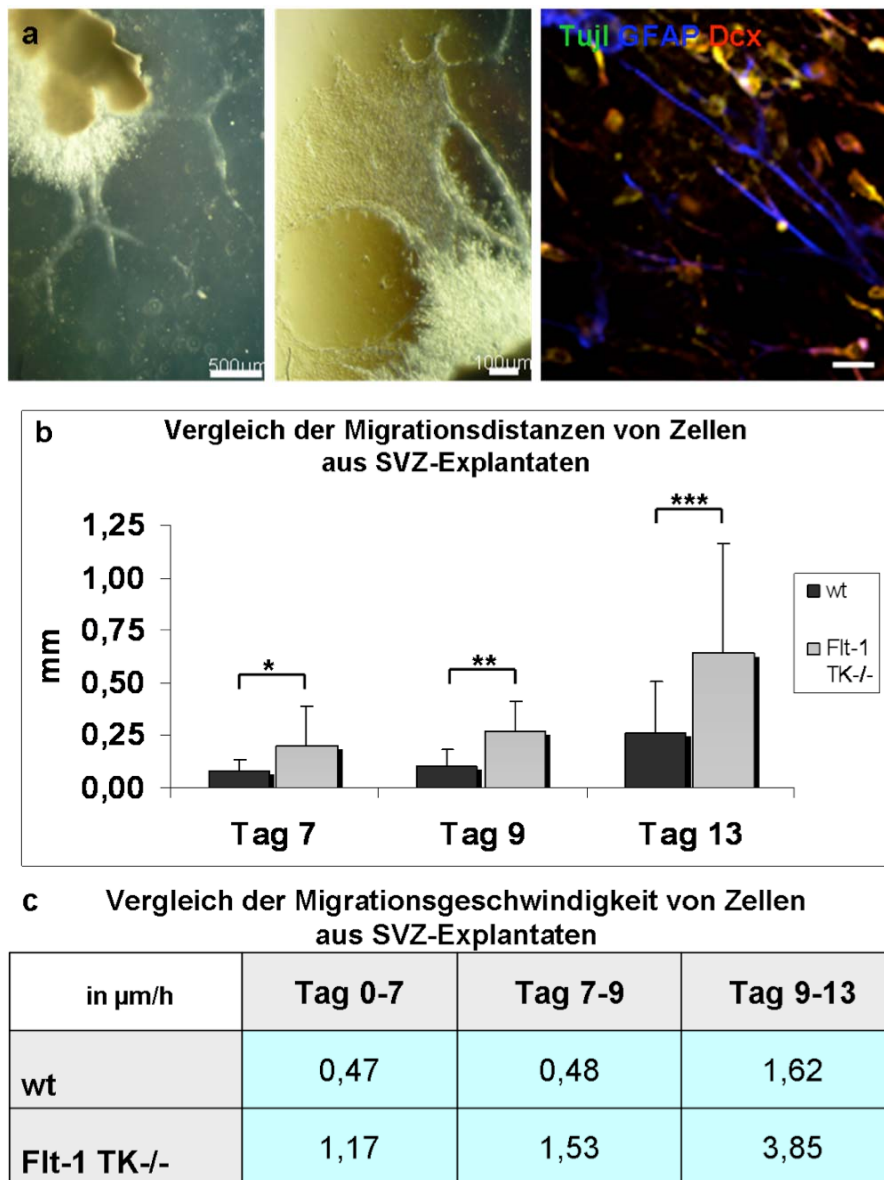 a
500µm
100µm
TujI GFAP Dcx
b Vergleich der Migrationsdistanzen von Zellen
aus SVZ-Explantaten
1,25
1,00
0,75
0,50
0,25
0,00
mm
*
**
***
Tag 7 Tag 9 Tag 13
wt
Flt-1
TK-/-
c Vergleich der Migrationsgeschwindigkeit von Zellen
aus SVZ-Explantaten
in µm/h Tag 0-7 Tag 7-9 Tag 9-13
wt 0,47 0,48 1,62
Flt-1 TK-/- 1,17 1,53 3,85